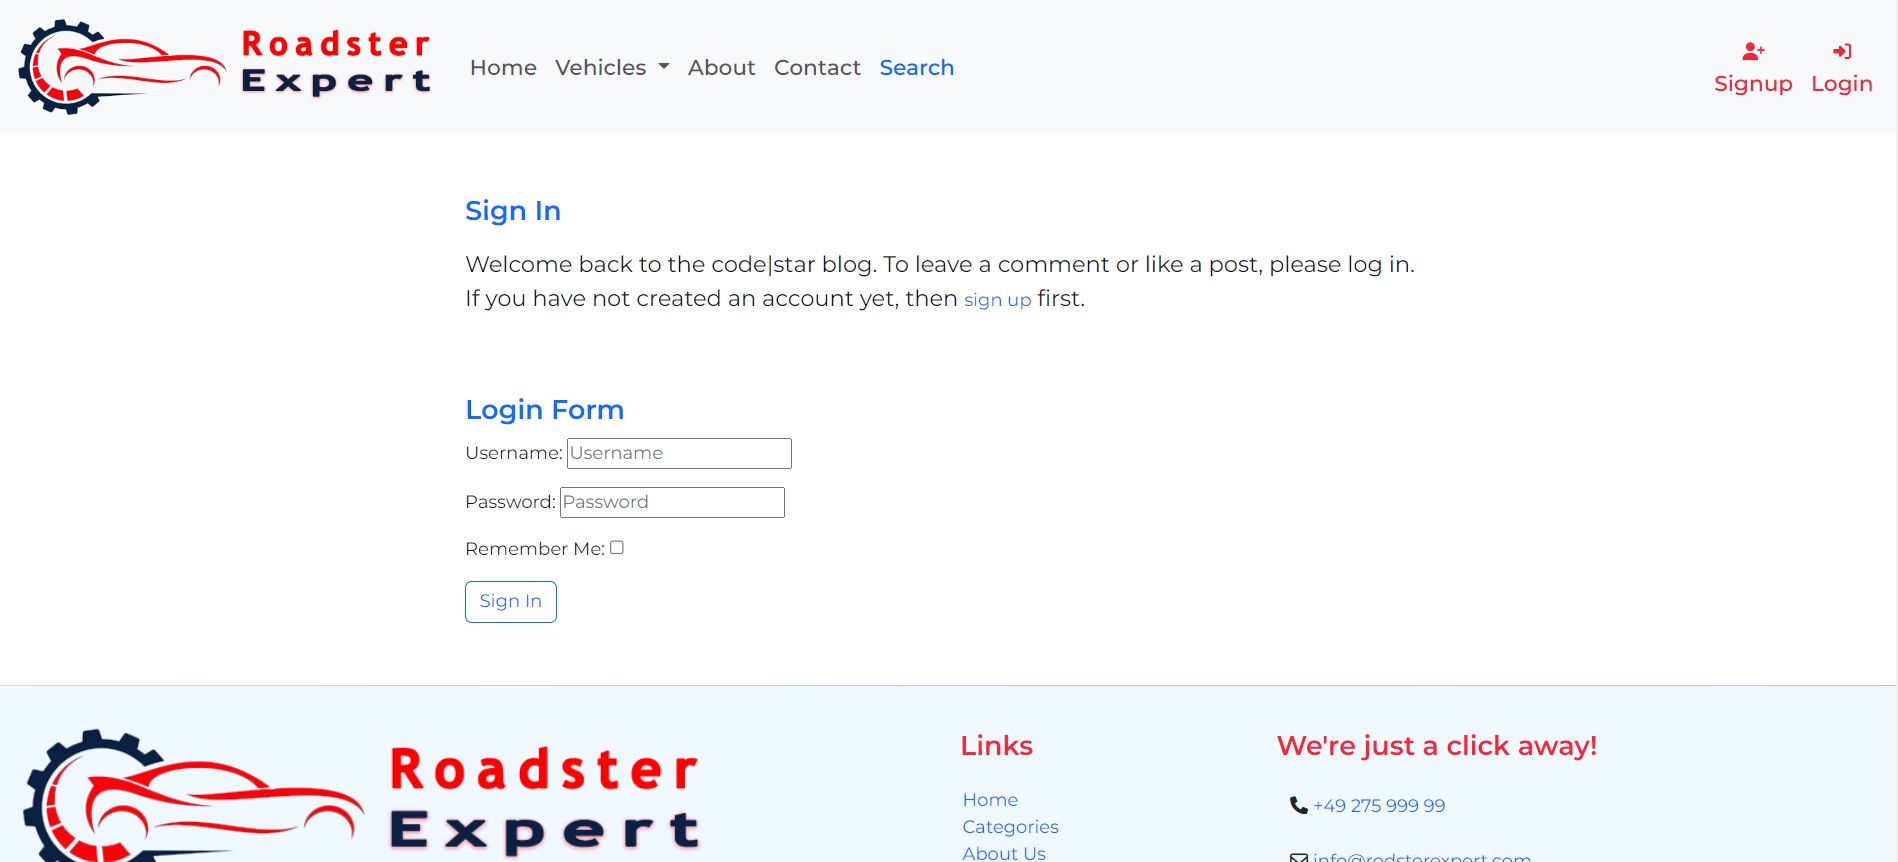 Roadster
Expert
Home Vehicles About Contact Search
Signup Login
Sign In
Welcome back to the code|star blog. To leave a comment or like a post, please log in.
If you have not created an account yet, then sign up first.
Login Form
Username: Username
Password: Password
Remember Me:
Sign In
Roadster
Expert
Links
Home
Categories
About Us
We're just a click away!
+49 275 999 99
info@rodsterexpert.com